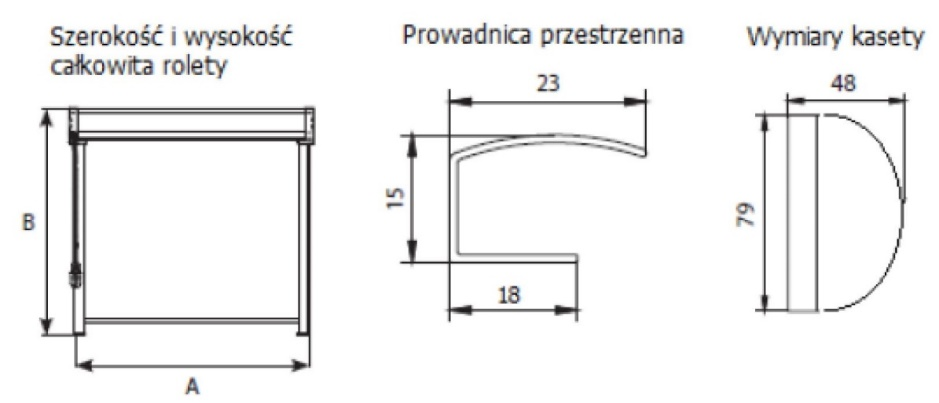 Szerokość i wysokość
całkowita rolety
B
A
Prowadnica przestrzenna
23
15
18
Wymiary kasety
48
79